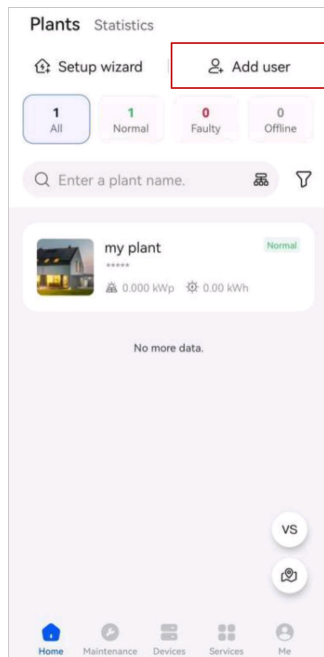 Plants Statistics
Setup wizard Add user
1 1 0 0
All Normal Faulty Offline
Enter a plant name.
my plant Normal
*****
0.000 kWp 0.00 kWh
No more data.
VS
Home Maintenance Devices Services Me